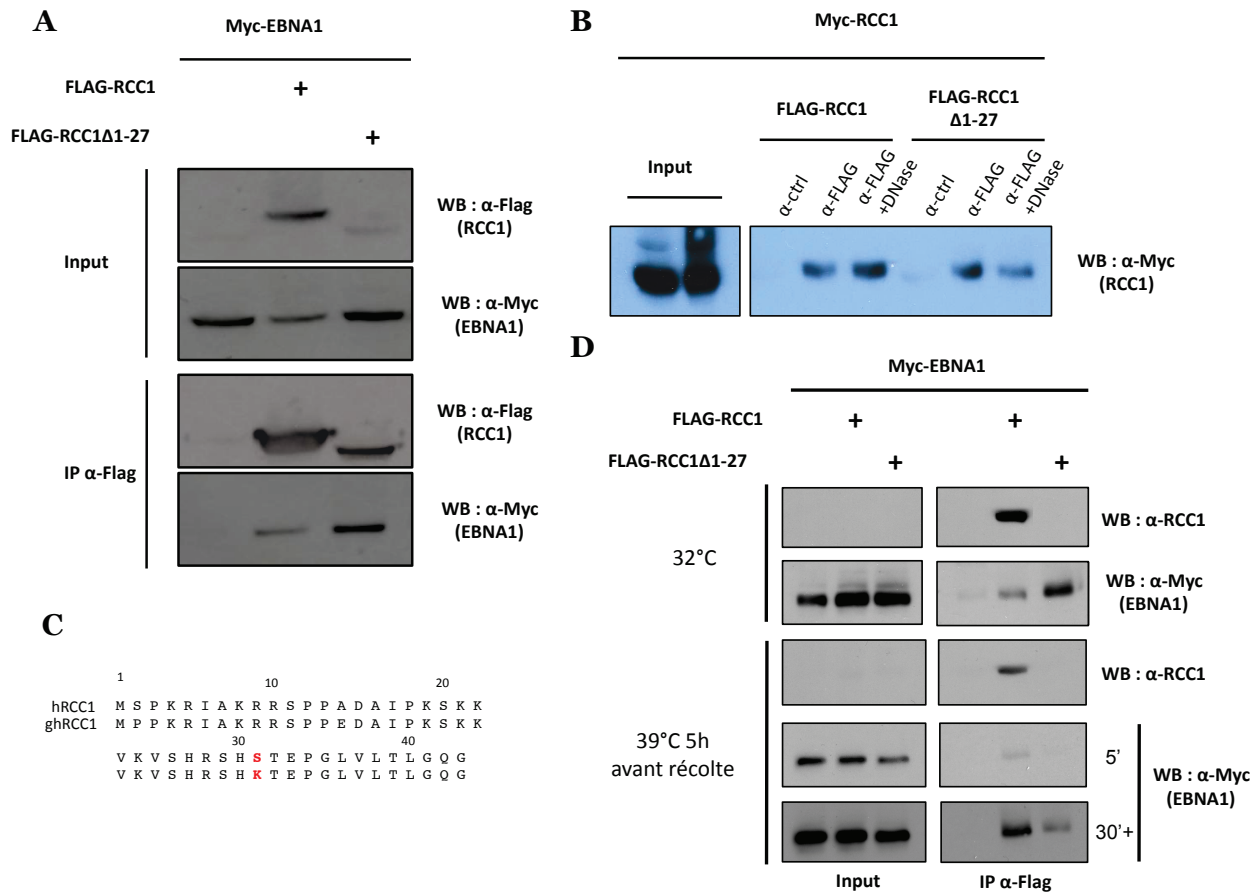 A
Myc-EBNA1
FLAG-RCC1 +
FLAG-RCC1Δ1-27 +
Input
WB : α-Flag
(RCC1)
WB : α-Myc
(EBNA1)
IP α-Flag
WB : α-Flag
(RCC1)
WB : α-Myc
(EBNA1)
B
Myc-RCC1
FLAG-RCC1
FLAG-RCC1
Δ1-27
Input
α-ctrl
α-FLAG
α-FLAG
+DNase
α-ctrl
α-FLAG
α-FLAG
+DNase
WB : α-Myc
(RCC1)
C
1 10 20
hRCC1 M S P K R I A K R R S P P A D A I P K S K K
ghRCC1 M P P K R I A K R R S P P E D A I P K S K K
30 40
V K V S H R S H S T E P G L V L T L G Q G
V K V S H R S H K T E P G L V L T L G Q G
D
Myc-EBNA1
FLAG-RCC1 + +
FLAG-RCC1Δ1-27 + +
32°C
WB : α-RCC1
WB : α-Myc
(EBNA1)
39°C 5h
avant récolte
WB : α-RCC1
5'
30'+
WB : α-Myc
(EBNA1)
Input IP α-Flag